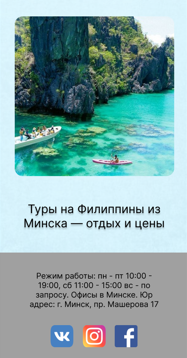 Туры на Филиппины из
Минска — отдых и цены
Режим работы: пн - пт 10:00 -
19:00, сб 11:00 - 15:00 вс - по
запросу. Офисы в Минске. Юр
адрес: г. Минск, пр. Машерова 17